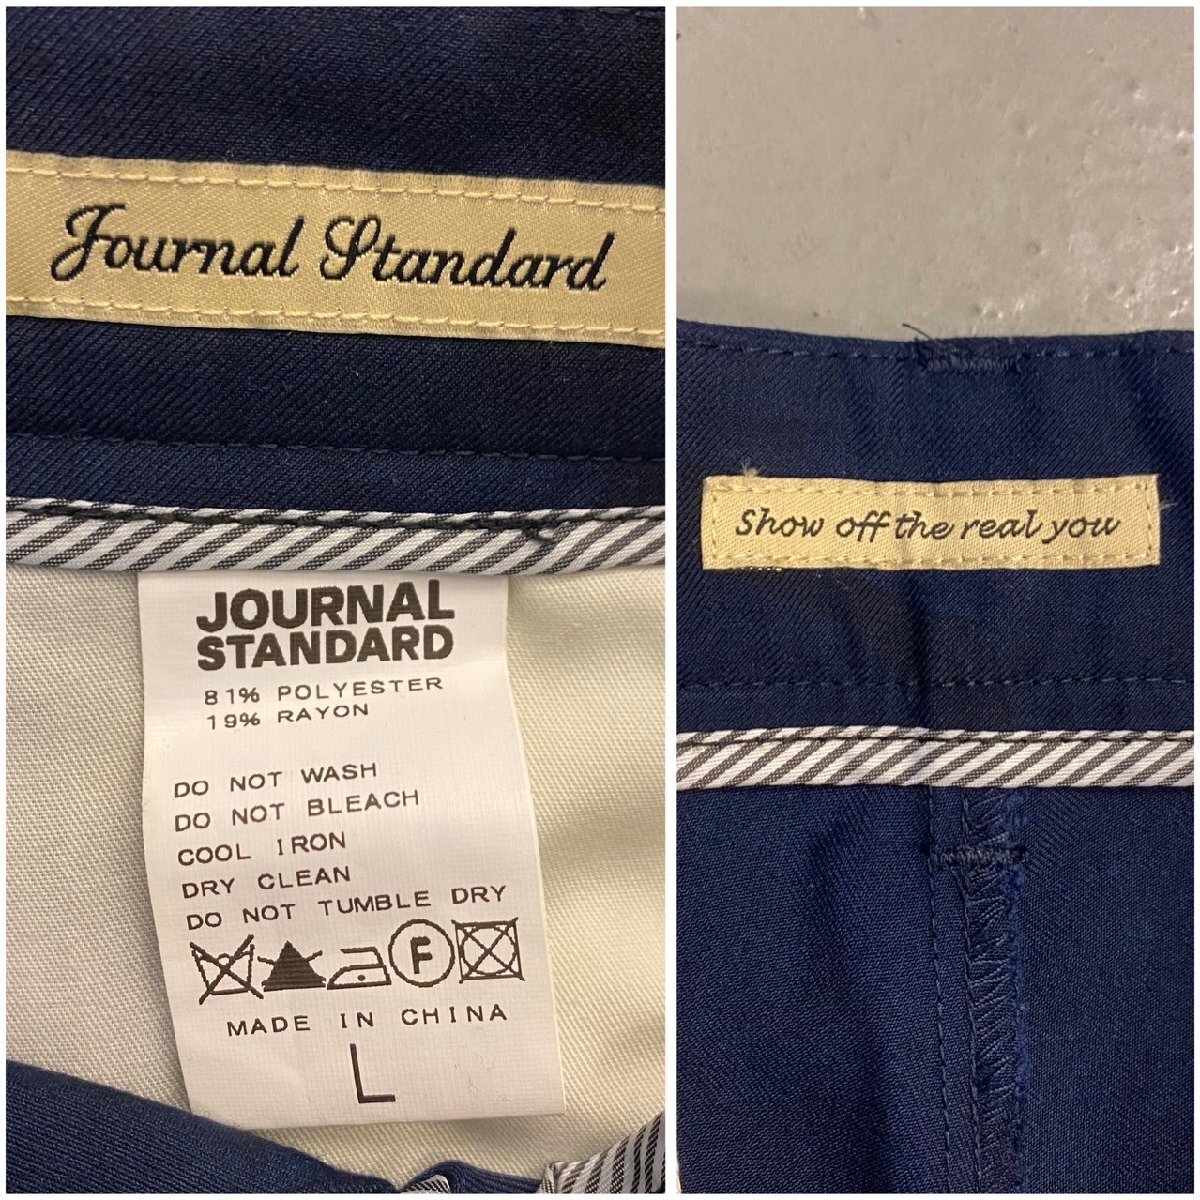 Journal Standard
JOURNAL
STANDARD
81% POLYESTER
19% RAYON
DO NOT WASH
DO NOT BLEACH
COOL IRON
DRY CLEAN
DO NOT TUMBLE DRY
F
MADE IN CHINA
L
Show off the real you